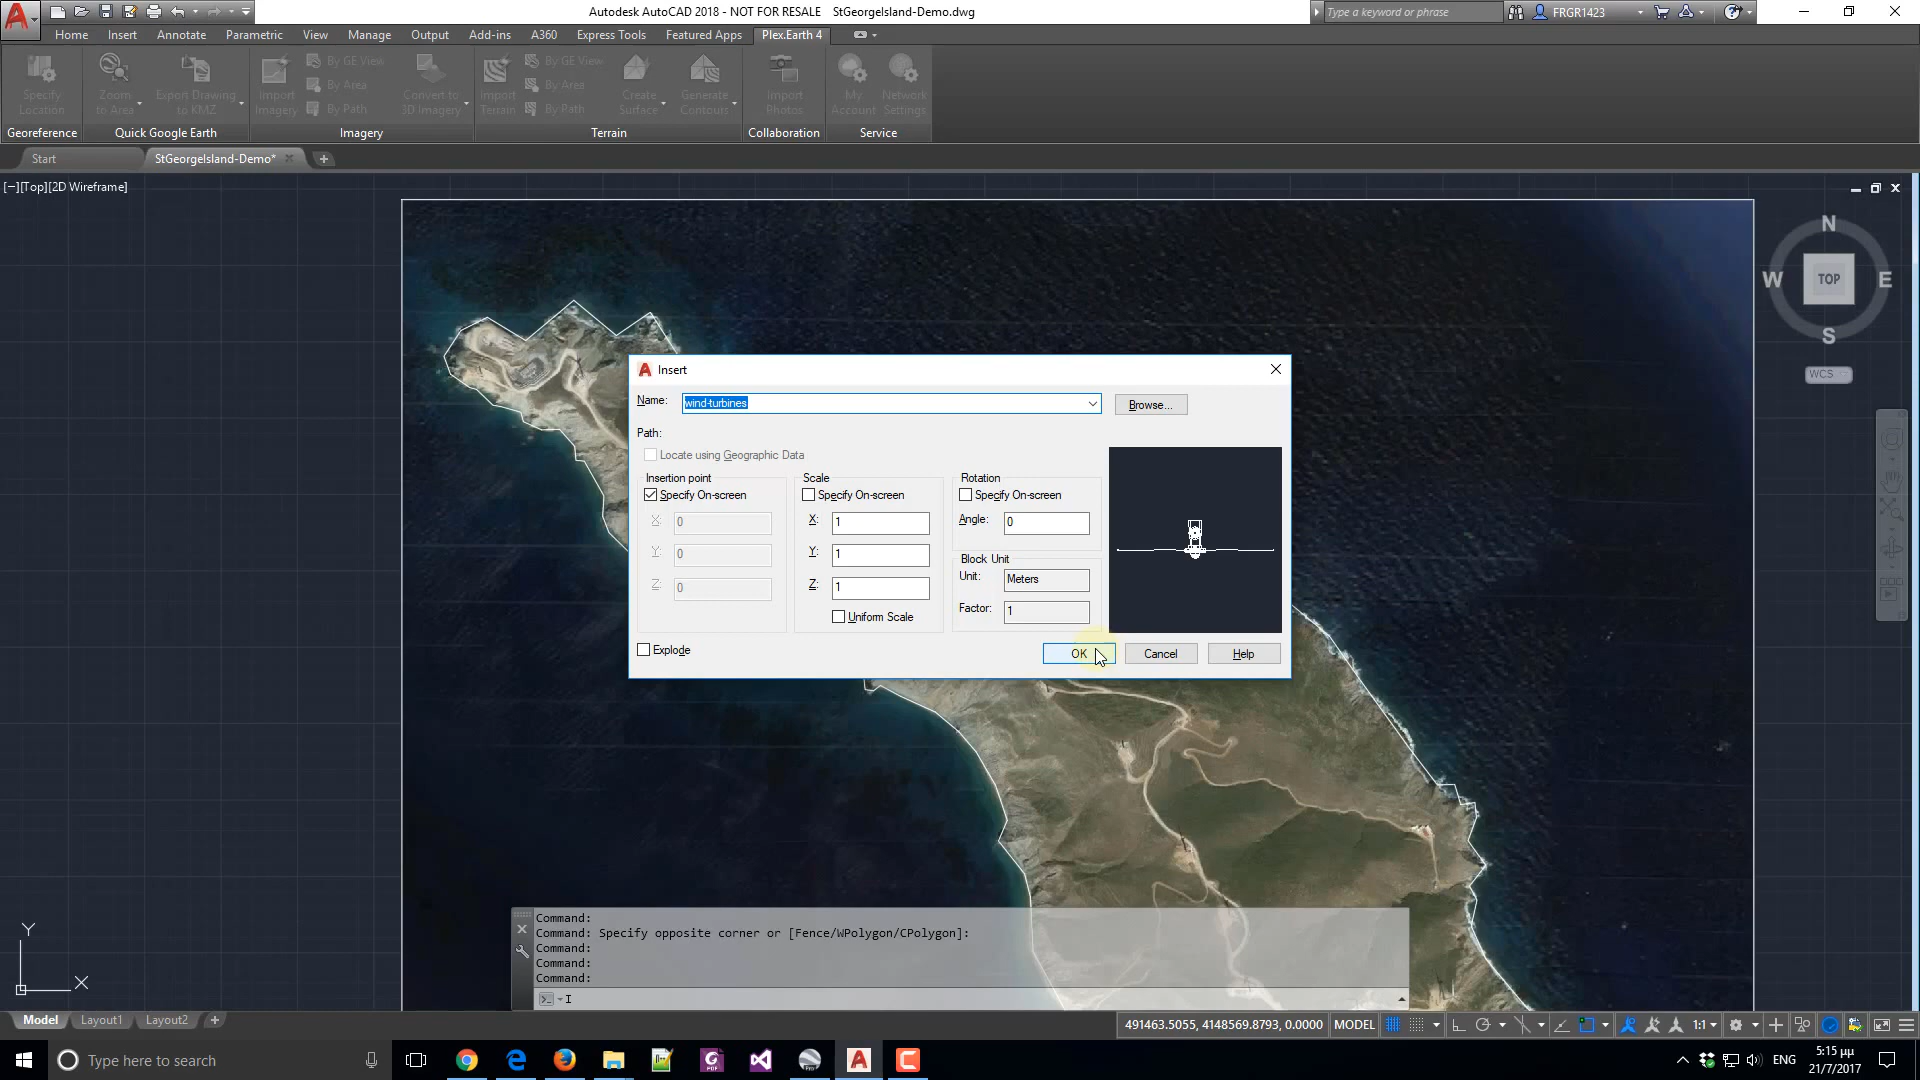 Autodesk AutoCAD 2018 - NOT FOR RESALE StGeorgeIsland-Demo.dwg
Type a keyword or phrase
FRGR1423
Home Insert Annotate Parametric View Manage Output Add-ins A360 Express Tools Featured Apps Plex.Earth 4
Specify Location
Zoom to Area
Export Drawing to KMZ
Import Imagery
By GE View
By Area
By Path
Convert to 3D Imagery
Import Terrain
By GE View
By Area
By Path
Create Surface
Generate Contours
Import Photos
My Account
Network Settings
Georeference Quick Google Earth Imagery Terrain Collaboration Service
Start StGeorgeIsland-Demo*
[−][Top][2D Wireframe]
N
W TOP E
S
WCS
Insert
Name: wind-turbines Browse...
Path:
Locate using Geographic Data
Insertion point Scale Rotation
Specify On-screen Specify On-screen Specify On-screen
X: 0 X: 1 Angle: 0
Y: 0 Y: 1
Block Unit
Unit: Meters
Z: 0 Z: 1
Factor: 1
Uniform Scale
Explode
OK Cancel Help
Command:
Command: Specify opposite corner or [Fence/WPolygon/CPolygon]:
Command:
Command:
Command:
I
Y
X
Model Layout1 Layout2
491463.5055, 4148569.8793, 0.0000 MODEL 1:1
Type here to search
ENG
5:15 μμ
21/7/2017